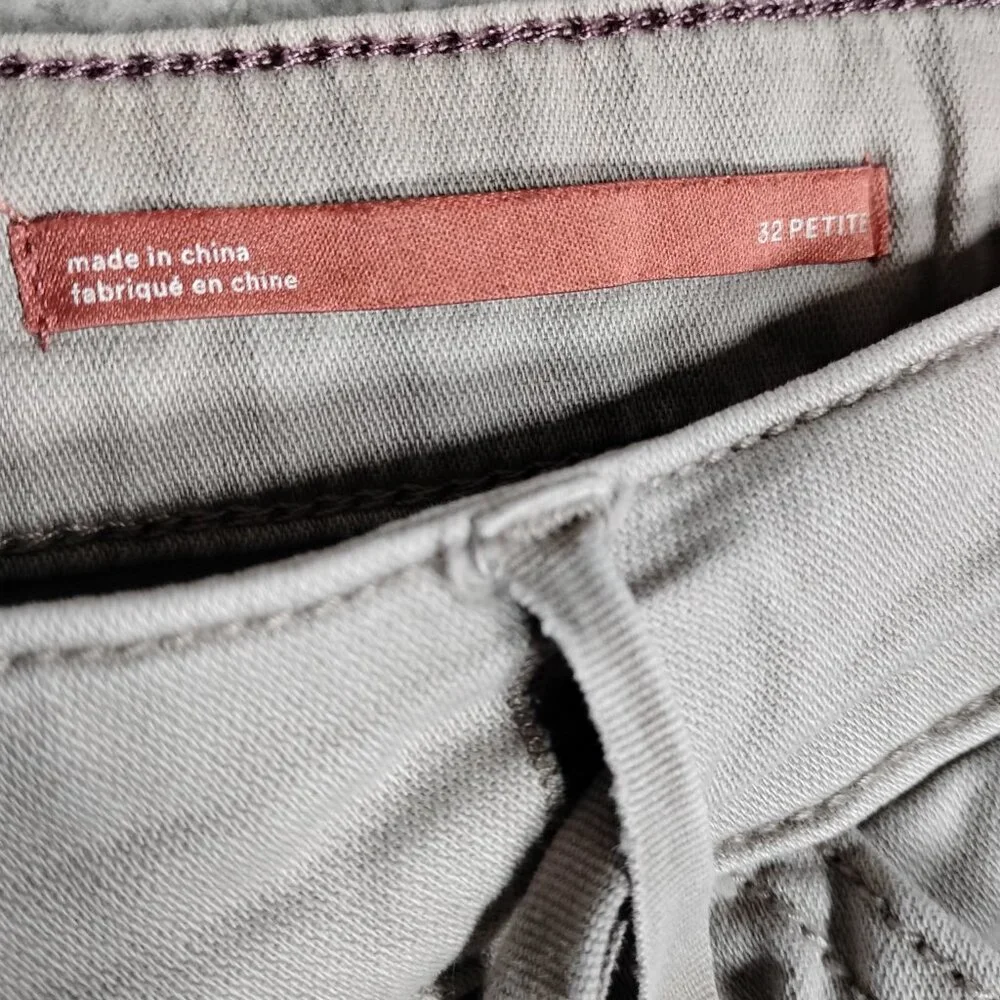 made in china
fabriqué en chine
32 PETITE